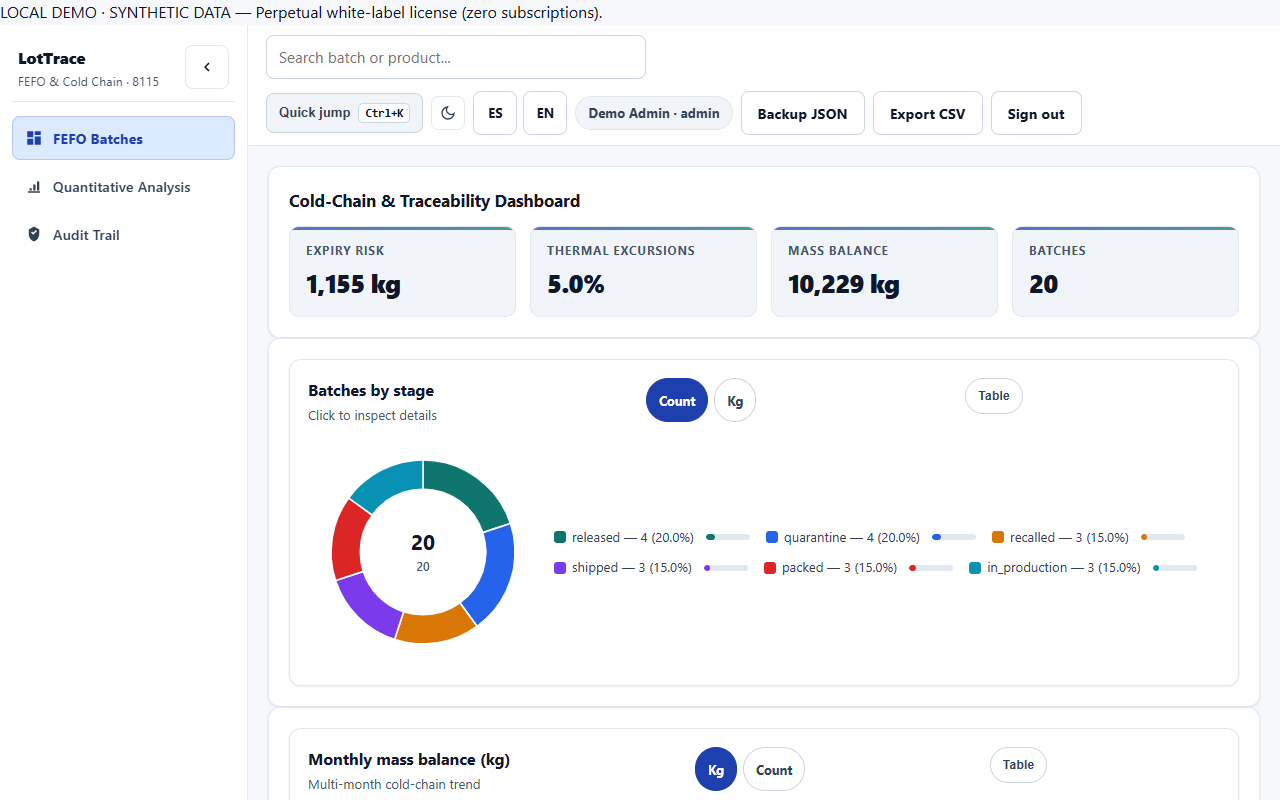 LOCAL DEMO · SYNTHETIC DATA — Perpetual white-label license (zero subscriptions).
LotTrace
FEFO & Cold Chain · 8115
FEFO Batches
Quantitative Analysis
Audit Trail
Search batch or product...
Quick jump Ctrl+K
ES
EN
Demo Admin · admin
Backup JSON
Export CSV
Sign out
Cold-Chain & Traceability Dashboard
EXPIRY RISK
1,155 kg
THERMAL EXCURSIONS
5.0%
MASS BALANCE
10,229 kg
BATCHES
20
Batches by stage
Click to inspect details
Count
Kg
Table
20
20
released — 4 (20.0%)
quarantine — 4 (20.0%)
recalled — 3 (15.0%)
shipped — 3 (15.0%)
packed — 3 (15.0%)
in_production — 3 (15.0%)
Monthly mass balance (kg)
Multi-month cold-chain trend
Kg
Count
Table